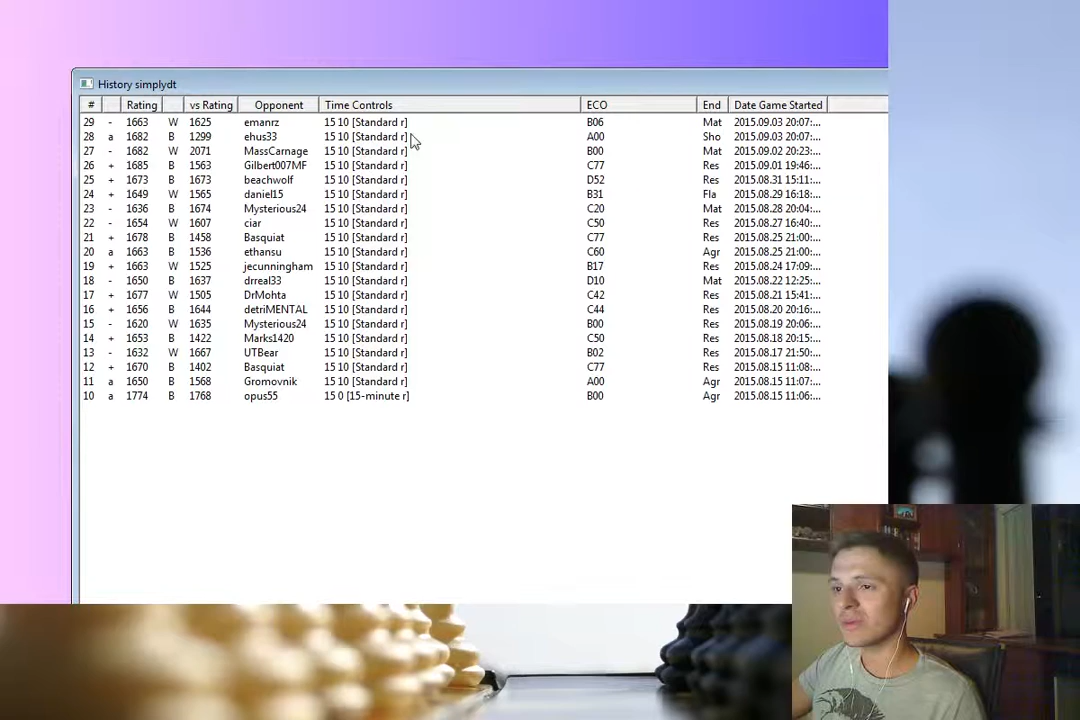 History simplydt
# Rating vs Rating Opponent Time Controls ECO End Date Game Started
29 - 1663 W 1625 emanrz 15 10 [Standard r] B06 Mat 2015.09.03 20:07:...
28 a 1682 B 1299 ehus33 15 10 [Standard r] A00 Sho 2015.09.03 20:07:...
27 - 1682 W 2071 MassCarnage 15 10 [Standard r] B00 Mat 2015.09.02 20:23:...
26 + 1685 B 1563 Gilbert007MF 15 10 [Standard r] C77 Res 2015.09.01 19:46:...
25 + 1673 B 1673 beachwolf 15 10 [Standard r] D52 Res 2015.08.31 15:11:...
24 + 1649 W 1565 daniel15 15 10 [Standard r] B31 Fla 2015.08.29 16:18:...
23 - 1636 B 1674 Mysterious24 15 10 [Standard r] C20 Mat 2015.08.28 20:04:...
22 - 1654 W 1607 ciar 15 10 [Standard r] C50 Res 2015.08.27 16:40:...
21 + 1678 B 1458 Basquiat 15 10 [Standard r] C77 Res 2015.08.25 21:00:...
20 a 1663 B 1536 ethansu 15 10 [Standard r] C60 Agr 2015.08.25 21:00:...
19 + 1663 W 1525 jecunningham 15 10 [Standard r] B17 Res 2015.08.24 17:09:...
18 - 1650 B 1637 drreal33 15 10 [Standard r] D10 Mat 2015.08.22 12:25:...
17 + 1677 W 1505 DrMohta 15 10 [Standard r] C42 Res 2015.08.21 15:41:...
16 + 1656 B 1644 detriMENTAL 15 10 [Standard r] C44 Res 2015.08.20 20:16:...
15 - 1620 W 1635 Mysterious24 15 10 [Standard r] B00 Res 2015.08.19 20:06:...
14 + 1653 B 1422 Marks1420 15 10 [Standard r] C50 Res 2015.08.18 20:15:...
13 - 1632 W 1667 UTBear 15 10 [Standard r] B02 Res 2015.08.17 21:50:...
12 + 1670 B 1402 Basquiat 15 10 [Standard r] C77 Res 2015.08.15 11:08:...
11 a 1650 B 1568 Gromovnik 15 10 [Standard r] A00 Agr 2015.08.15 11:07:...
10 a 1774 B 1768 opus55 15 0 [15-minute r] B00 Agr 2015.08.15 11:06:...